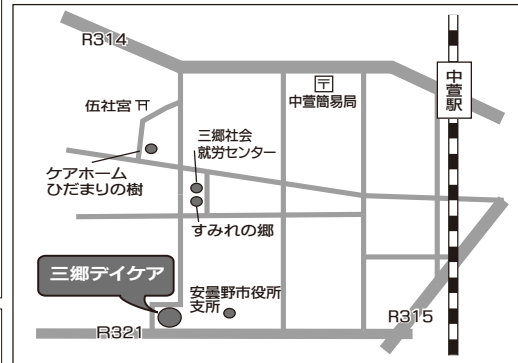 R314
中萱駅
〒
中萱簡易局
伍社宮
三郷社会
就労センター
ケアホーム
ひだまりの樹
すみれの郷
三郷デイケア
安曇野市役所
支所
R315
R321